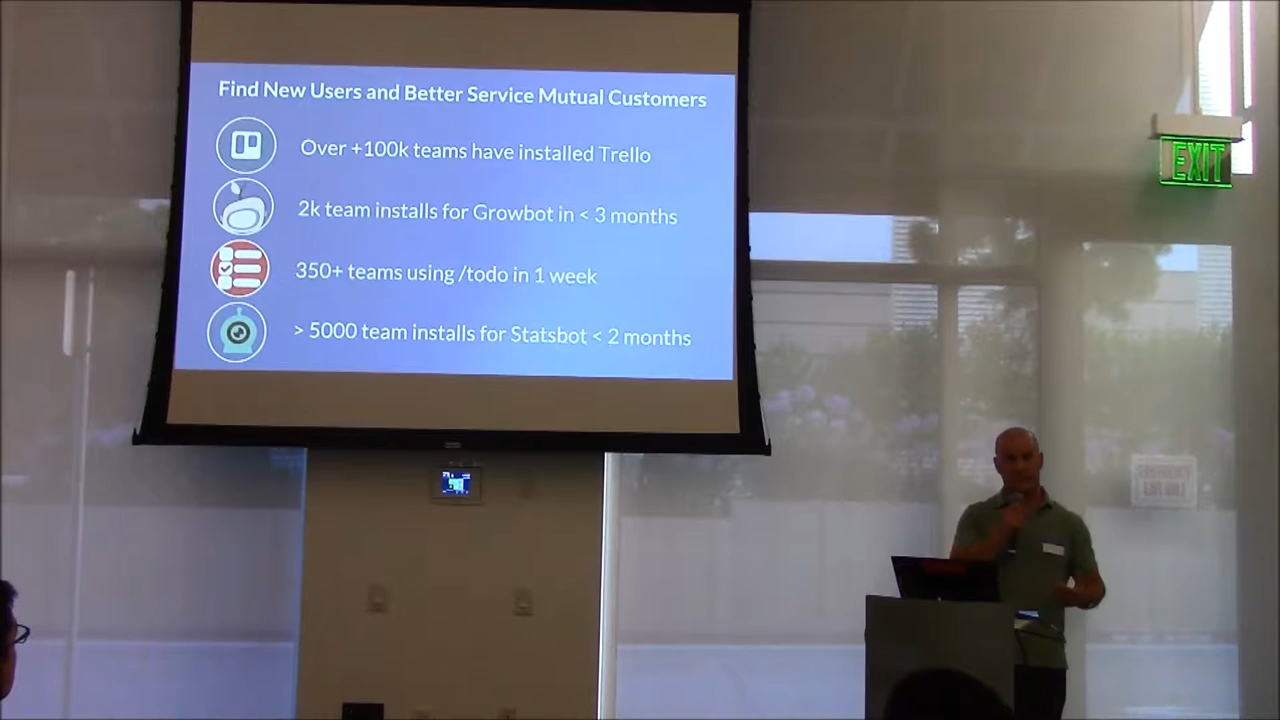 Find New Users and Better Service Mutual Customers
Over +100k teams have installed Trello
2k team installs for Growbot in < 3 months
350+ teams using /todo in 1 week
> 5000 team installs for Statsbot < 2 months
EXIT